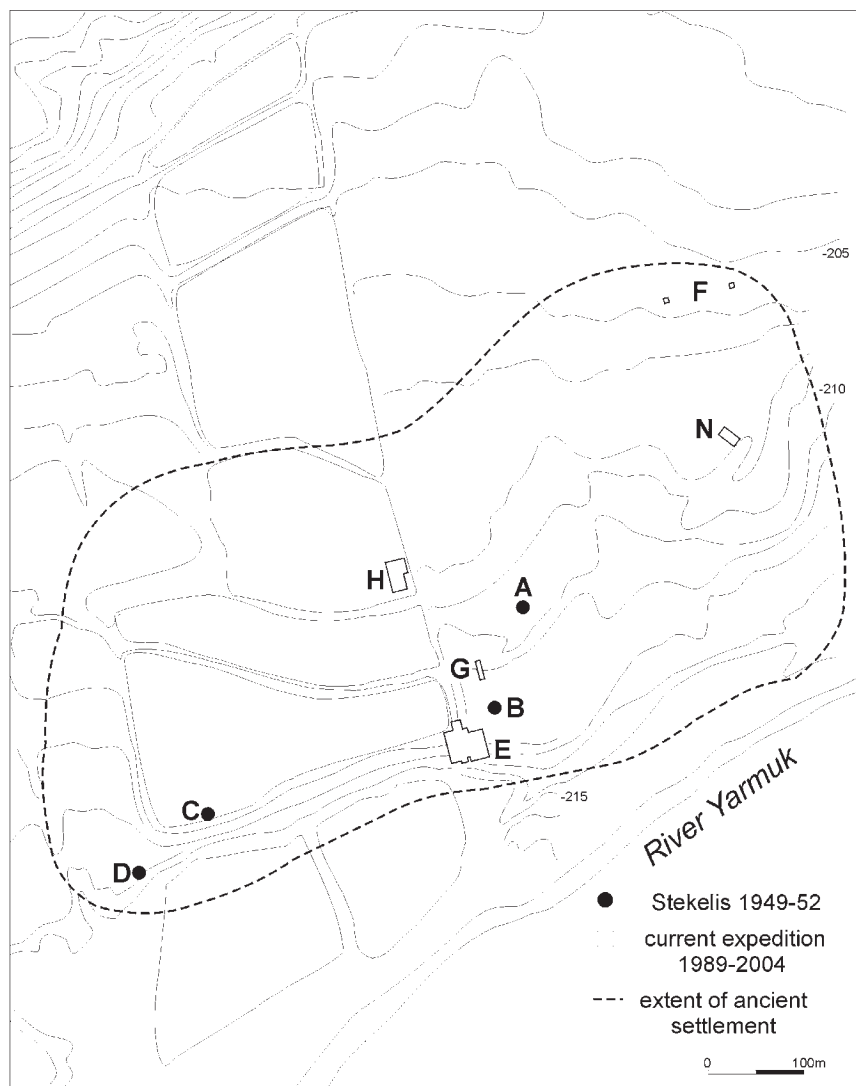 -205
F
-210
N
H
A
G
B
E
-215
C
D
River Yarmuk
Stekelis 1949-52
current expedition
1989-2004
extent of ancient
settlement
0 100m